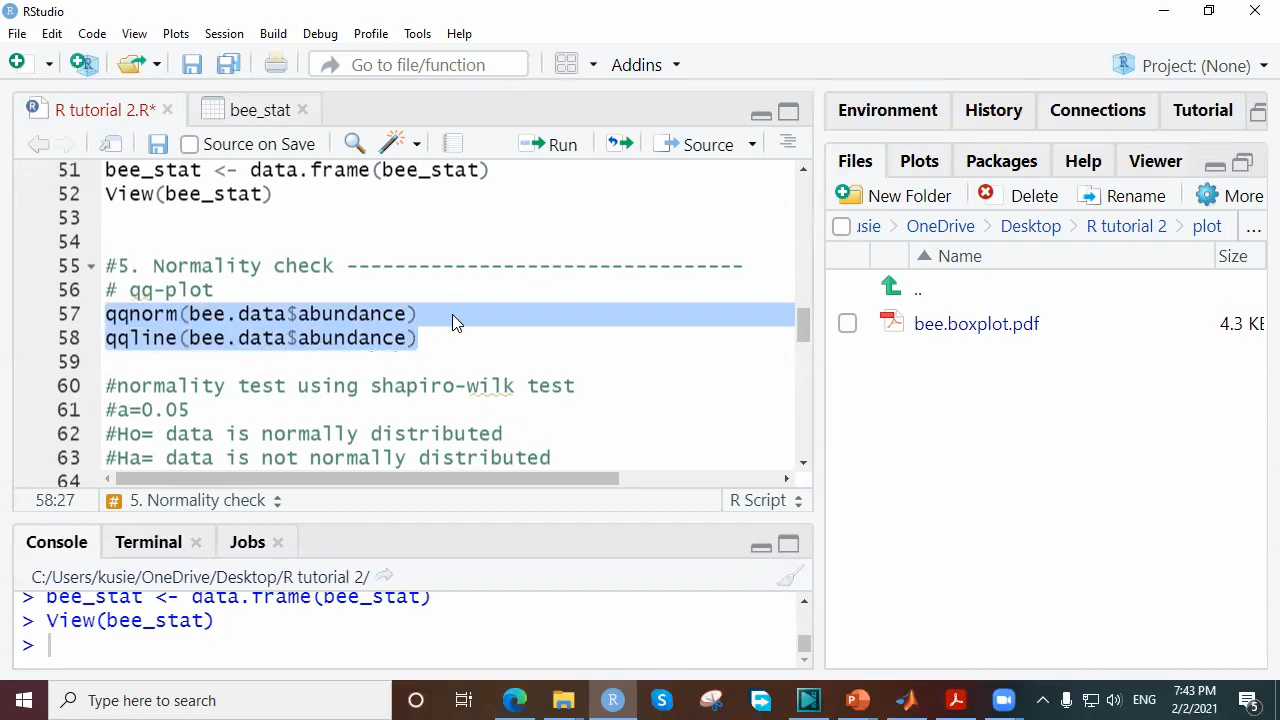 RStudio
File Edit Code View Plots Session Build Debug Profile Tools Help
Go to file/function Addins Project: (None)
R tutorial 2.R* bee_stat
Source on Save Run Source
51 bee_stat <- data.frame(bee_stat)
52 View(bee_stat)
53
54
55 #5. Normality check ---------------------------------
56 # qq-plot
57 qqnorm(bee.data$abundance)
58 qqline(bee.data$abundance)
59
60 #normality test using shapiro-wilk test
61 #a=0.05
62 #Ho= data is normally distributed
63 #Ha= data is not normally distributed
64
58:27 # 5. Normality check R Script
Console Terminal Jobs
C:/Users/kusie/OneDrive/Desktop/R tutorial 2/
> bee_stat <- data.frame(bee_stat)
> View(bee_stat)
>
Environment History Connections Tutorial
Files Plots Packages Help Viewer
New Folder Delete Rename More
usie > OneDrive > Desktop > R tutorial 2 > plot ...
Name Size
..
bee.boxplot.pdf 4.3 KE
Type here to search
ENG 7:43 PM
2/2/2021 5